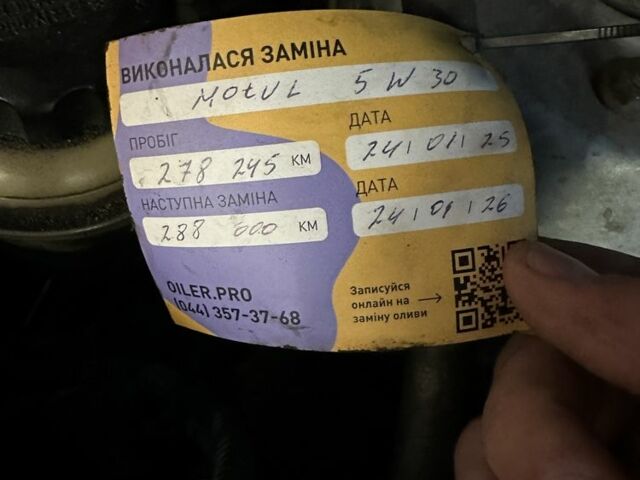 ВИКОНАЛАСЯ ЗАМІНА
MOTUL 5W30
ПРОБІГ
278 245 КМ
ДАТА
24 01 25
НАСТУПНА ЗАМІНА
288 000 КМ
ДАТА
24 01 26
OILER.PRO
(044) 357-37-68
Записуйся
онлайн на
заміну оливи